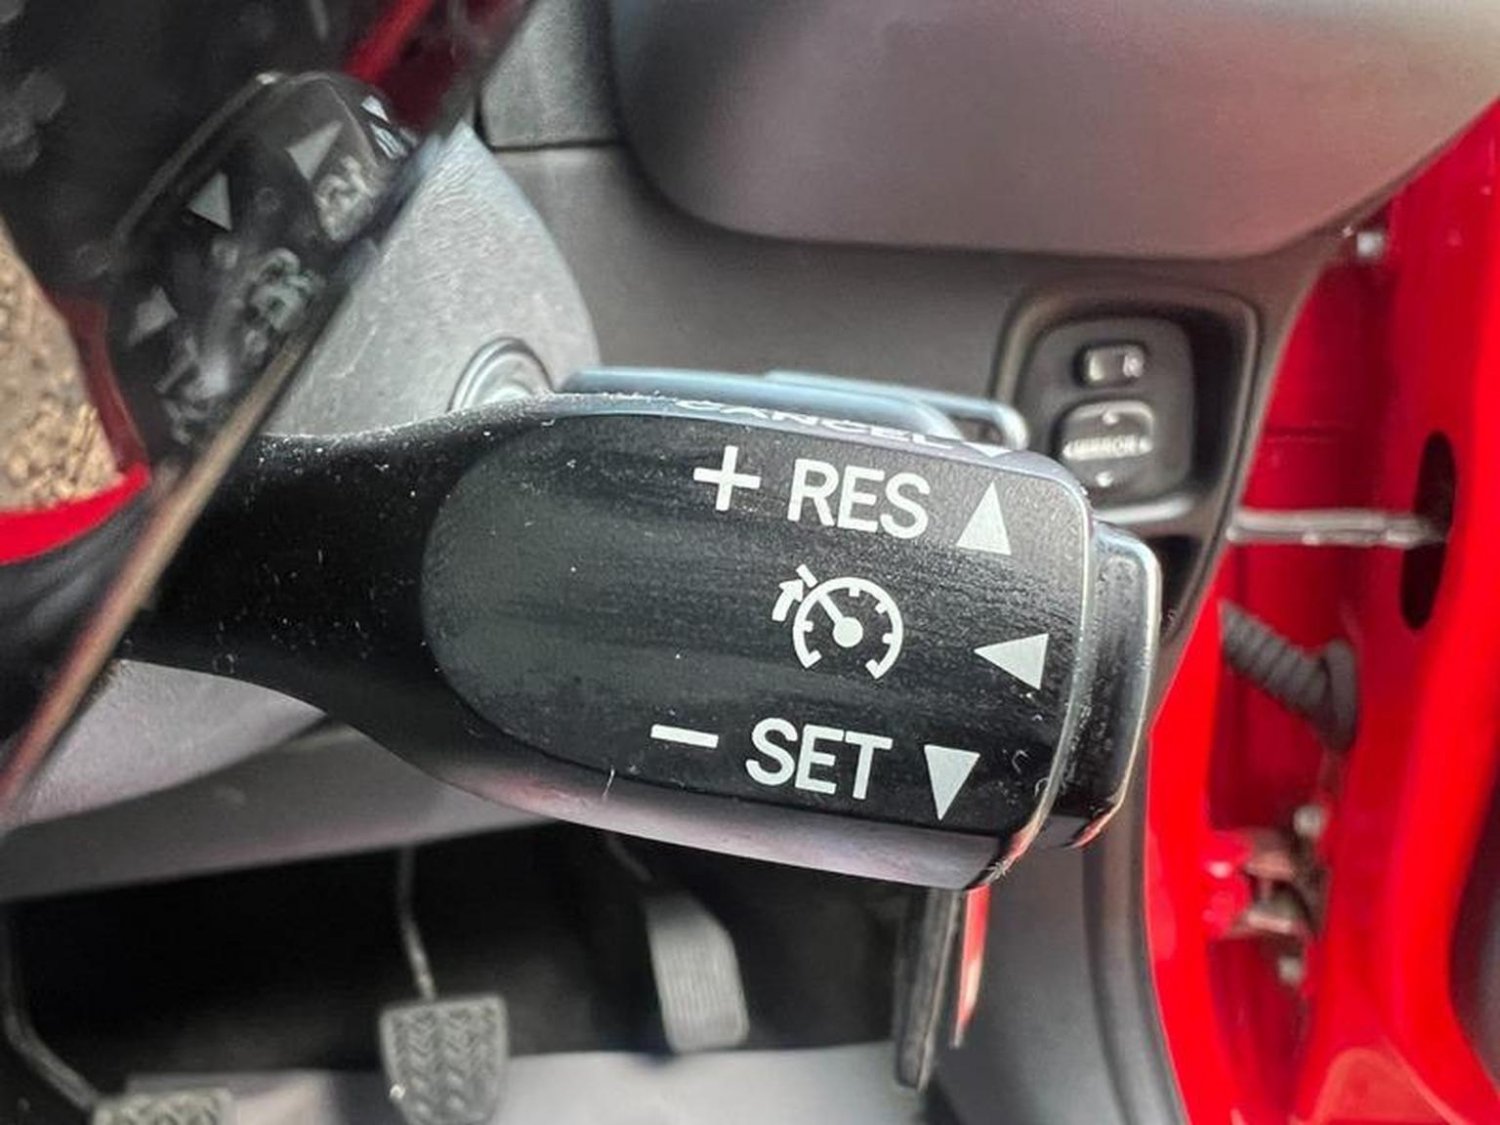 CANCEL
+ RES
− SET
MIRROR